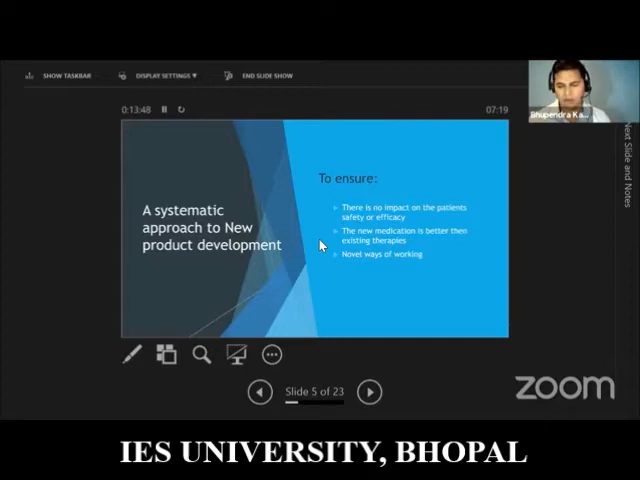 SHOW TASKBAR
DISPLAY SETTINGS ▼
END SLIDE SHOW
Bhupendra Ka...
0:13:48
07:19
Next Slide and Notes
A systematic
approach to New
product development
To ensure:
There is no impact on the patients
safety or efficacy
The new medication is better then
existing therapies
Novel ways of working
Slide 5 of 23
zoom
IES UNIVERSITY, BHOPAL